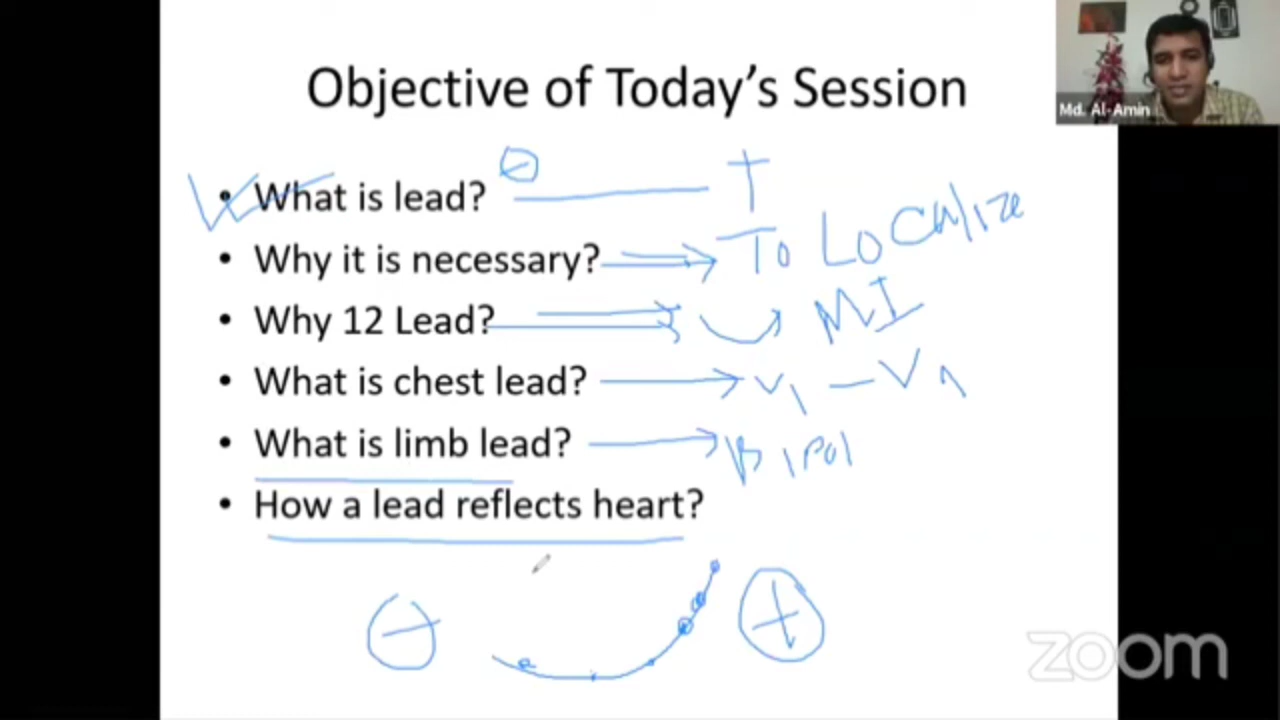 Objective of Today's Session
Md. Al-Amin
• What is lead?
• Why it is necessary? To Localize
• Why 12 Lead? MI
• What is chest lead? V1 - V
• What is limb lead? Bipol
• How a lead reflects heart?
zoom